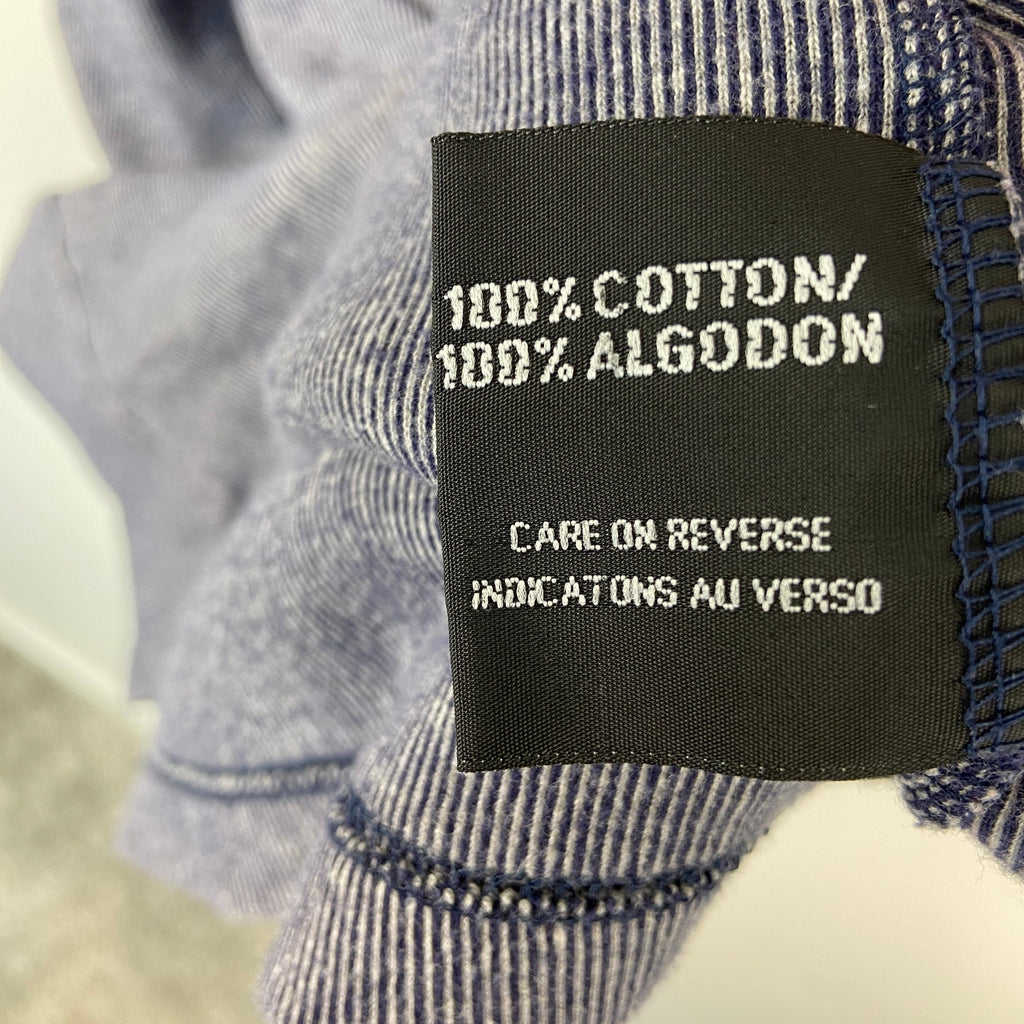 100% COTTON/
100% ALGODON
CARE ON REVERSE
INDICATONS AU VERSO